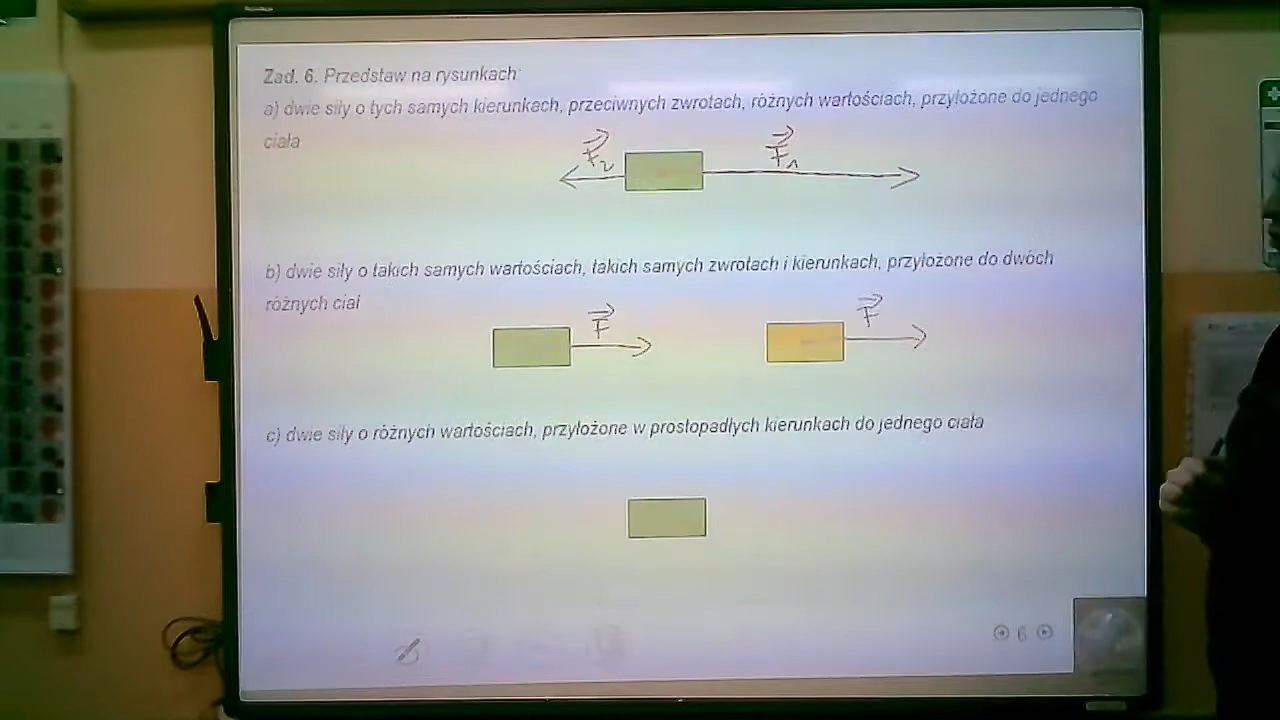 Zad. 6. Przedstaw na rysunkach:
a) dwie siły o tych samych kierunkach, przeciwnych zwrotach, różnych wartościach, przyłożone do jednego
ciała
F₂ F₁
b) dwie siły o takich samych wartościach, takich samych zwrotach i kierunkach, przyłożone do dwóch
różnych ciał
F F
c) dwie siły o różnych wartościach, przyłożone w prostopadłych kierunkach do jednego ciała
6